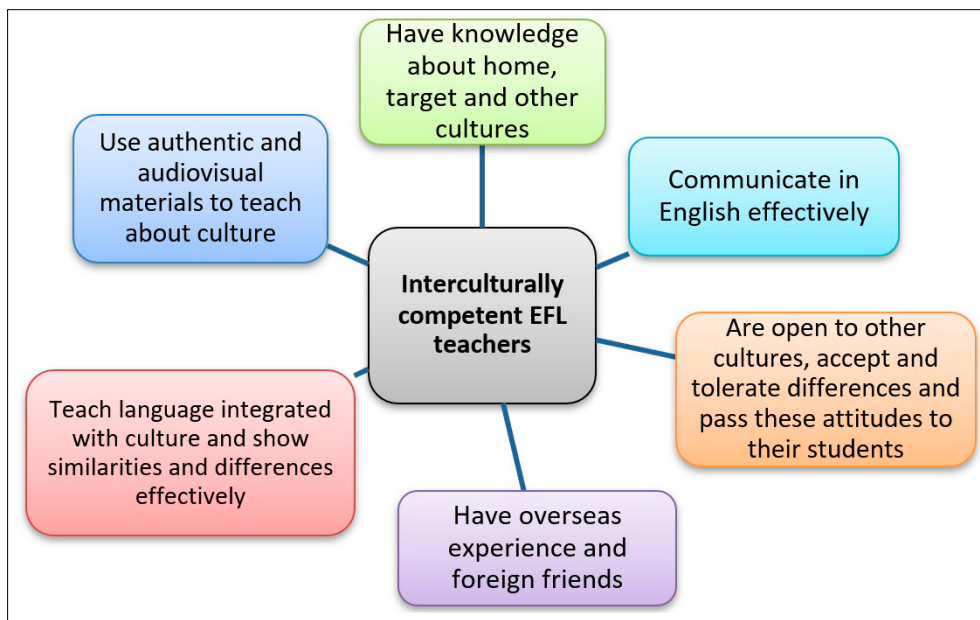 Have knowledge
about home,
target and other
cultures
Use authentic and
audiovisual
materials to teach
about culture
Communicate in
English effectively
Interculturally
competent EFL
teachers
Are open to other
cultures, accept and
tolerate differences and
pass these attitudes to
their students
Teach language integrated
with culture and show
similarities and differences
effectively
Have overseas
experience and
foreign friends